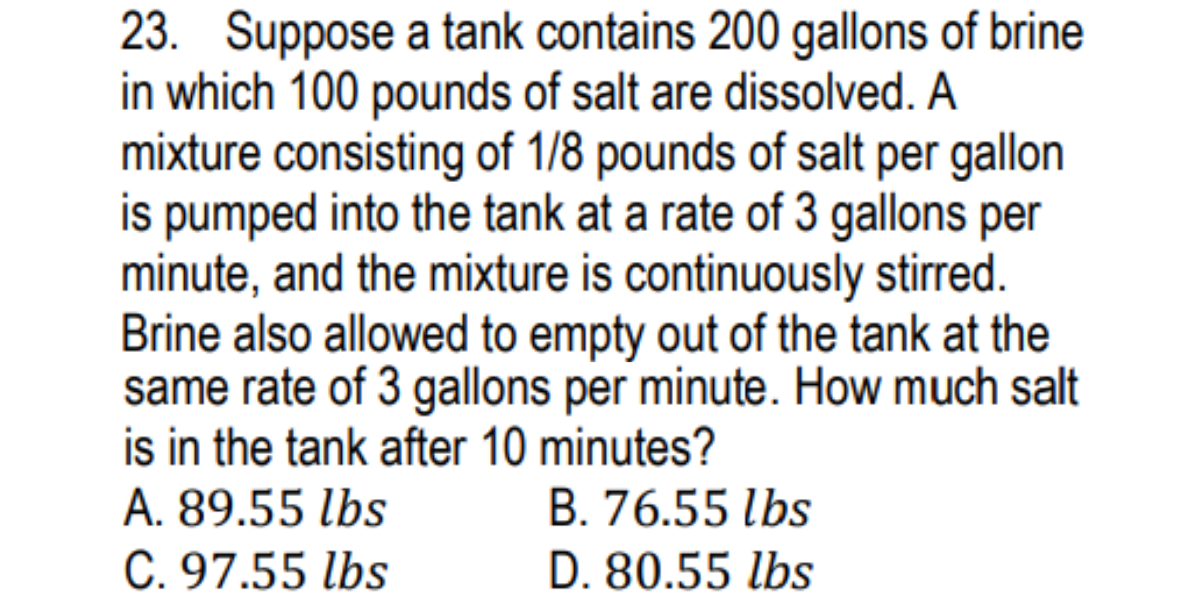 23. Suppose a tank contains 200 gallons of brine
in which 100 pounds of salt are dissolved. A
mixture consisting of 1/8 pounds of salt per gallon
is pumped into the tank at a rate of 3 gallons per
minute, and the mixture is continuously stirred.
Brine also allowed to empty out of the tank at the
same rate of 3 gallons per minute. How much salt
is in the tank after 10 minutes?
A. 89.55 lbs B. 76.55 lbs
C. 97.55 lbs D. 80.55 lbs